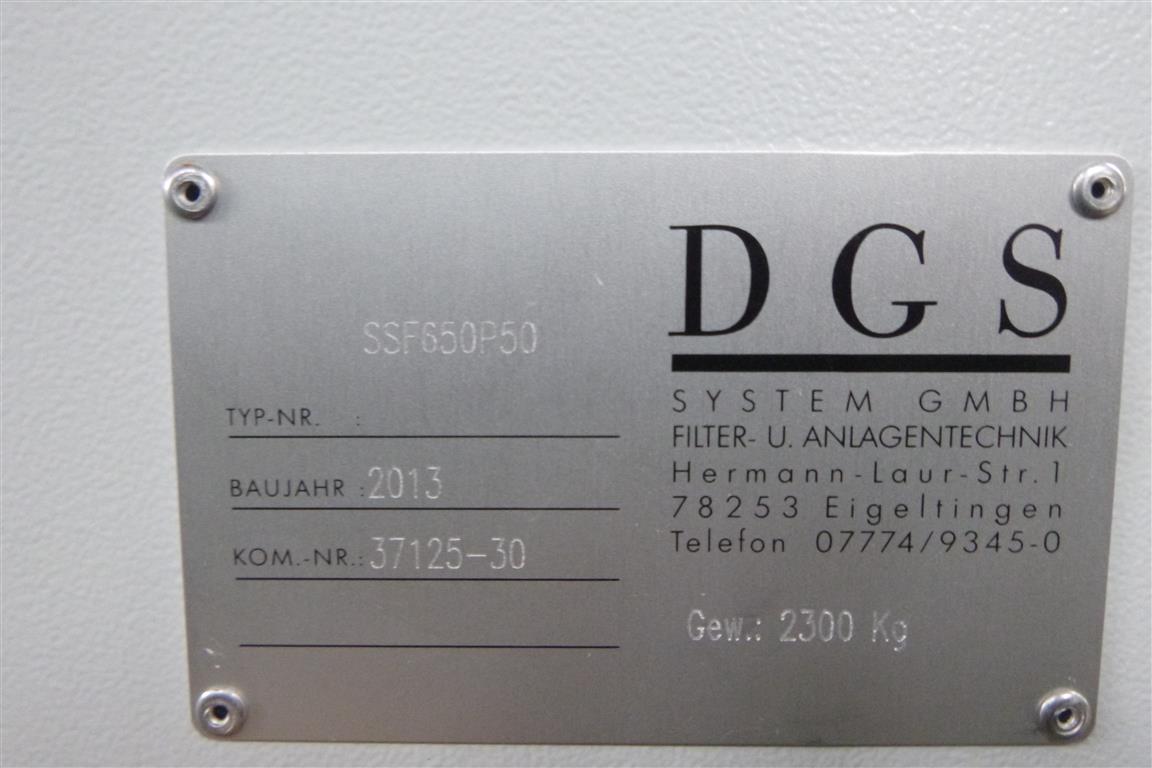 SSF650P50
TYP-NR. :
BAUJAHR : 2013
KOM.-NR.: 37125-30
DGS
SYSTEM GMBH
FILTER- U. ANLAGENTECHNIK
Hermann-Laur-Str. 1
78253 Eigeltingen
Telefon 07774/9345-0
Gew.: 2300 Kg